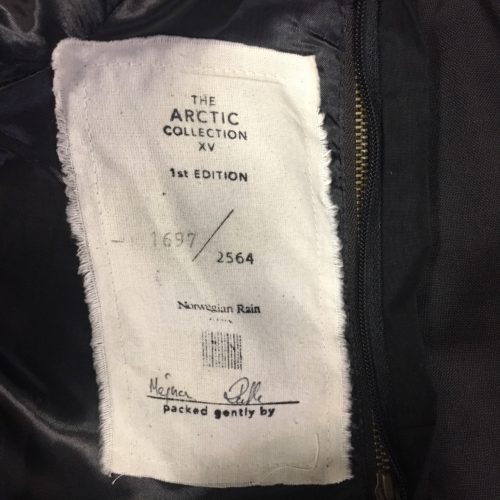 THE
ARCTIC
COLLECTION
XV
1st EDITION
- 1697/
2564
Norwegian Rain
packed gently by